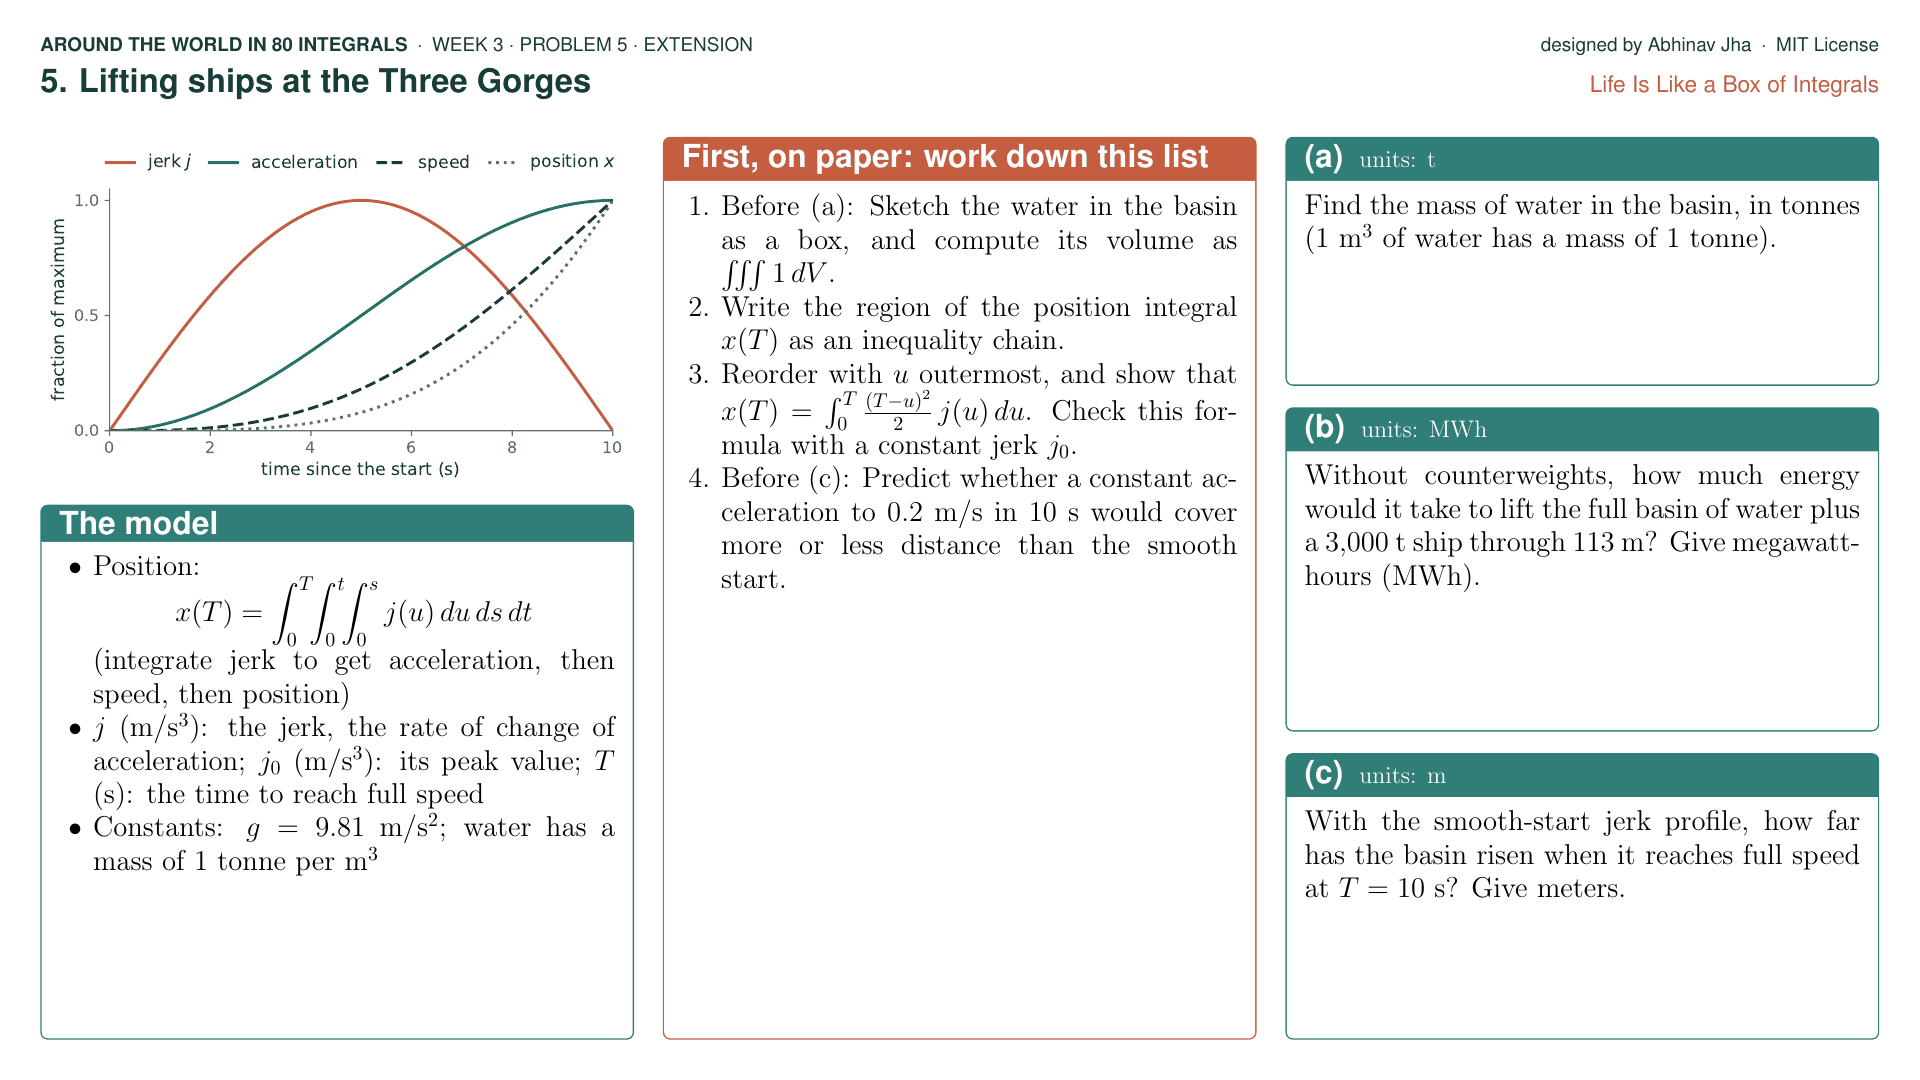 AROUND THE WORLD IN 80 INTEGRALS · WEEK 3 · PROBLEM 5 · EXTENSION
designed by Abhinav Jha · MIT License
5. Lifting ships at the Three Gorges
Life Is Like a Box of Integrals
jerk j
acceleration
speed
position x
fraction of maximum
1.0
0.5
0.0
0 2 4 6 8 10
time since the start (s)
The model
• Position:
x(T) = ∫₀ᵀ ∫₀ᵗ ∫₀ˢ j(u) du ds dt
(integrate jerk to get acceleration, then
speed, then position)
• j (m/s³): the jerk, the rate of change of
acceleration; j₀ (m/s³): its peak value; T
(s): the time to reach full speed
• Constants: g = 9.81 m/s²; water has a
mass of 1 tonne per m³
First, on paper: work down this list
1. Before (a): Sketch the water in the basin
as a box, and compute its volume as
∭ 1 dV.
2. Write the region of the position integral
x(T) as an inequality chain.
3. Reorder with u outermost, and show that
x(T) = ∫₀ᵀ (T−u)²/2 j(u) du. Check this for-
mula with a constant jerk j₀.
4. Before (c): Predict whether a constant ac-
celeration to 0.2 m/s in 10 s would cover
more or less distance than the smooth
start.
(a) units: t
Find the mass of water in the basin, in tonnes
(1 m³ of water has a mass of 1 tonne).
(b) units: MWh
Without counterweights, how much energy
would it take to lift the full basin of water plus
a 3,000 t ship through 113 m? Give megawatt-
hours (MWh).
(c) units: m
With the smooth-start jerk profile, how far
has the basin risen when it reaches full speed
at T = 10 s? Give meters.